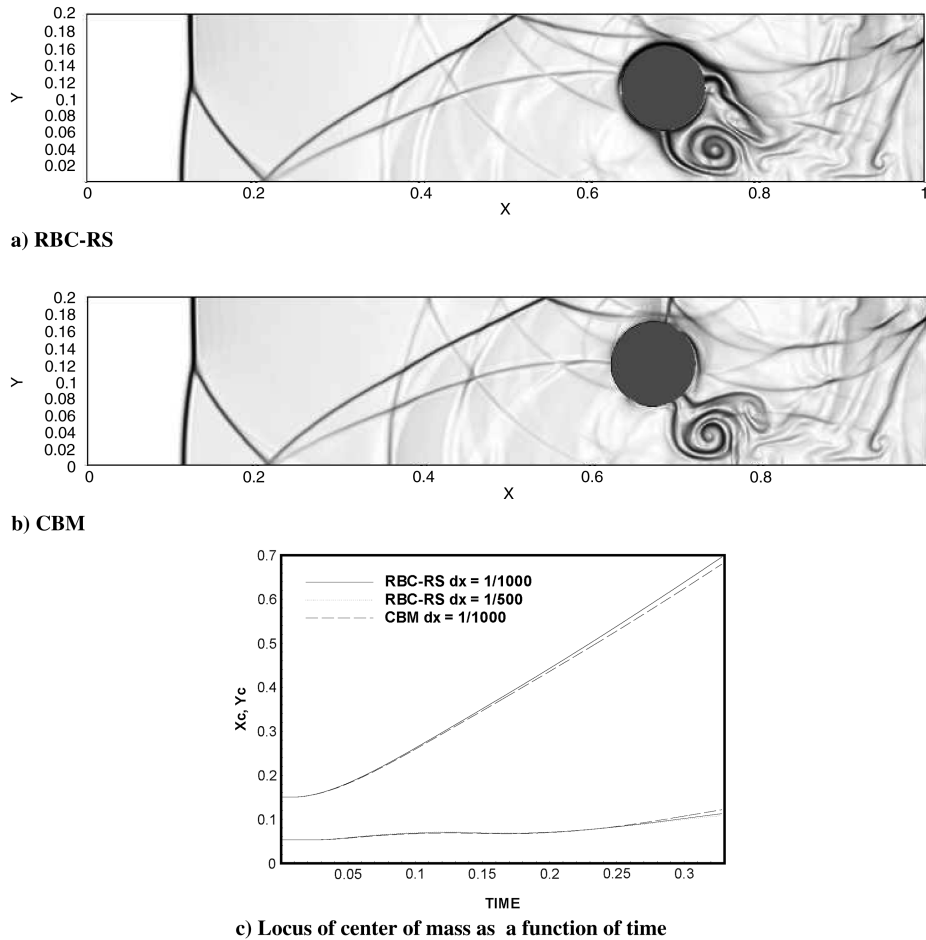 0.2
0.18
0.16
0.14
0.12
0.1
0.08
0.06
0.04
0.02
Y
0 0.2 0.4 0.6 0.8 1
X
a) RBC-RS
0.2
0.18
0.16
0.14
0.12
0.1
0.08
0.06
0.04
0.02
0
Y
0 0.2 0.4 0.6 0.8
X
b) CBM
0.7
0.6
0.5
0.4
0.3
0.2
0.1
0
Xc, Yc
RBC-RS dx = 1/1000
RBC-RS dx = 1/500
CBM dx = 1/1000
0.05 0.1 0.15 0.2 0.25 0.3
TIME
c) Locus of center of mass as a function of time